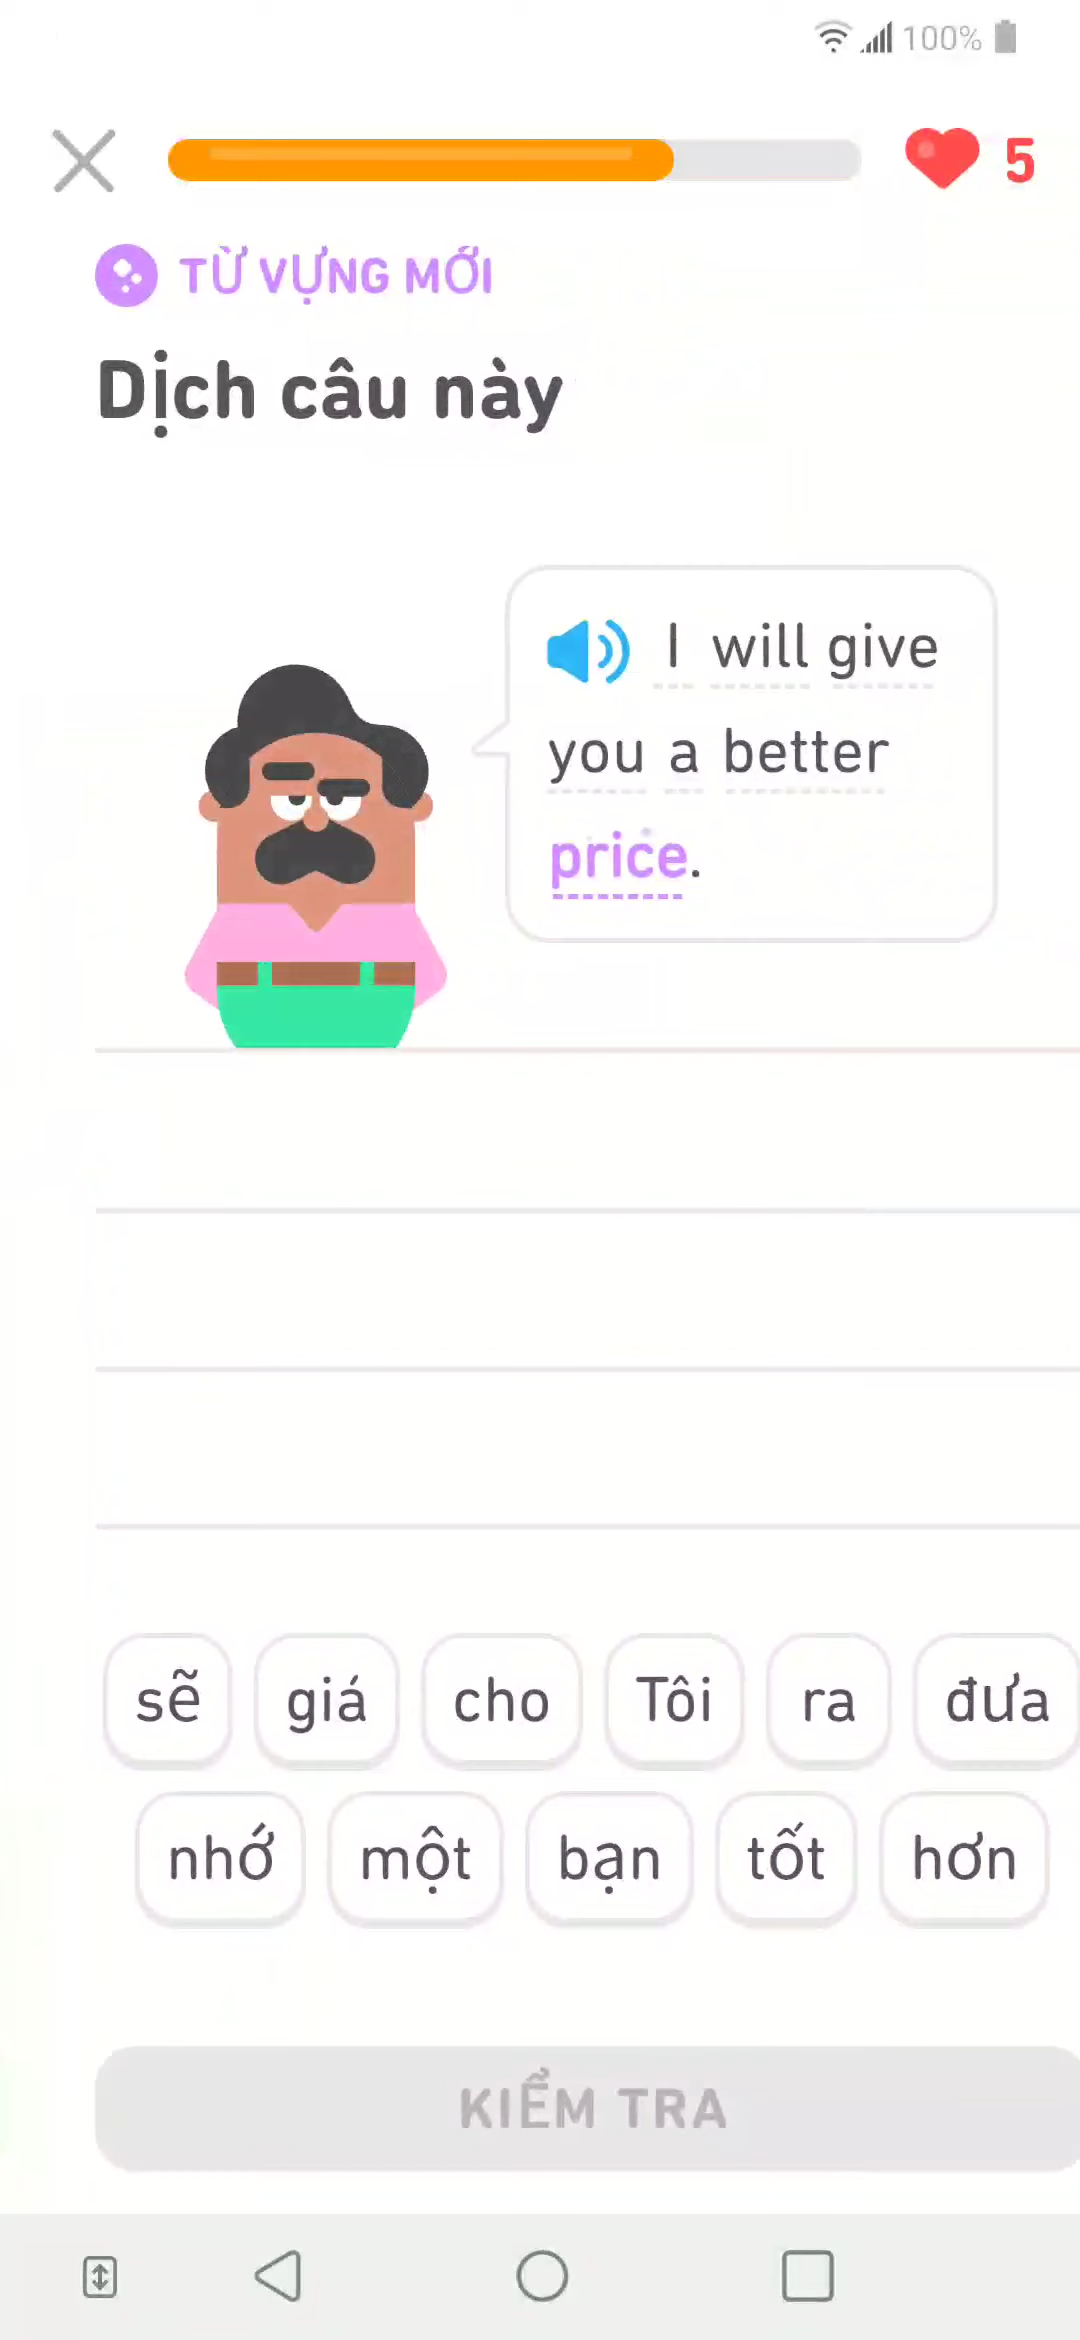 100%
5
TỪ VỰNG MỚI
Dịch câu này
I will give
you a better
price.
sẽ giá cho Tôi ra đưa
nhớ một bạn tốt hơn
KIỂM TRA